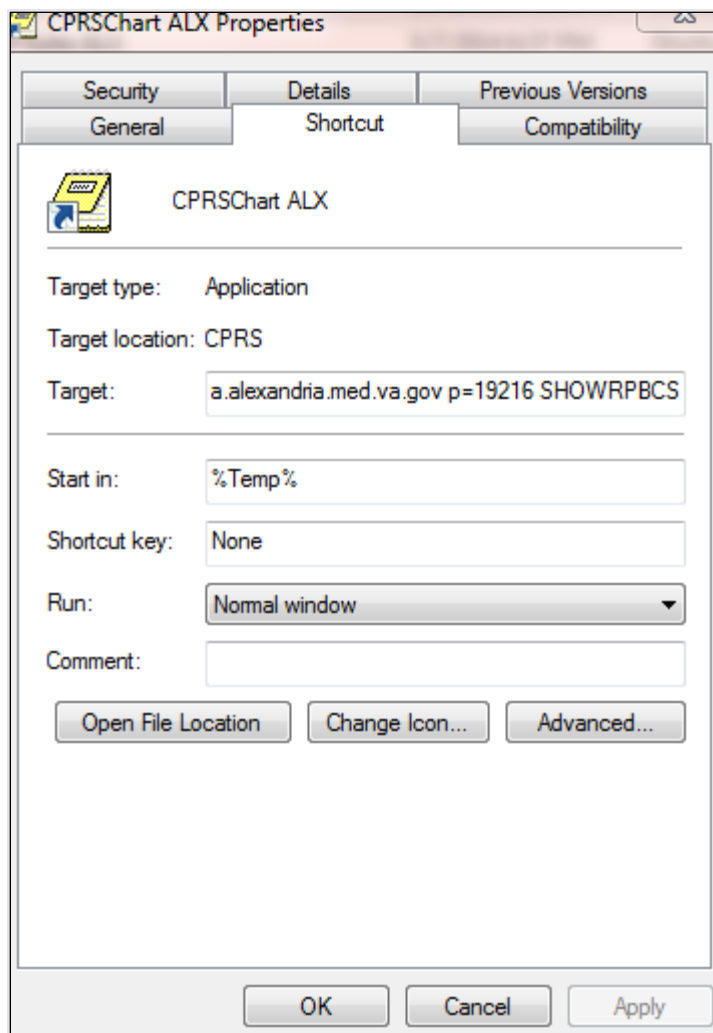 CPRSChart ALX Properties
Security Details Previous Versions
General Shortcut Compatibility
CPRSChart ALX
Target type: Application
Target location: CPRS
Target: a.alexandria.med.va.gov p=19216 SHOWRPBCS
Start in: %Temp%
Shortcut key: None
Run: Normal window
Comment:
Open File Location Change Icon... Advanced...
OK Cancel Apply